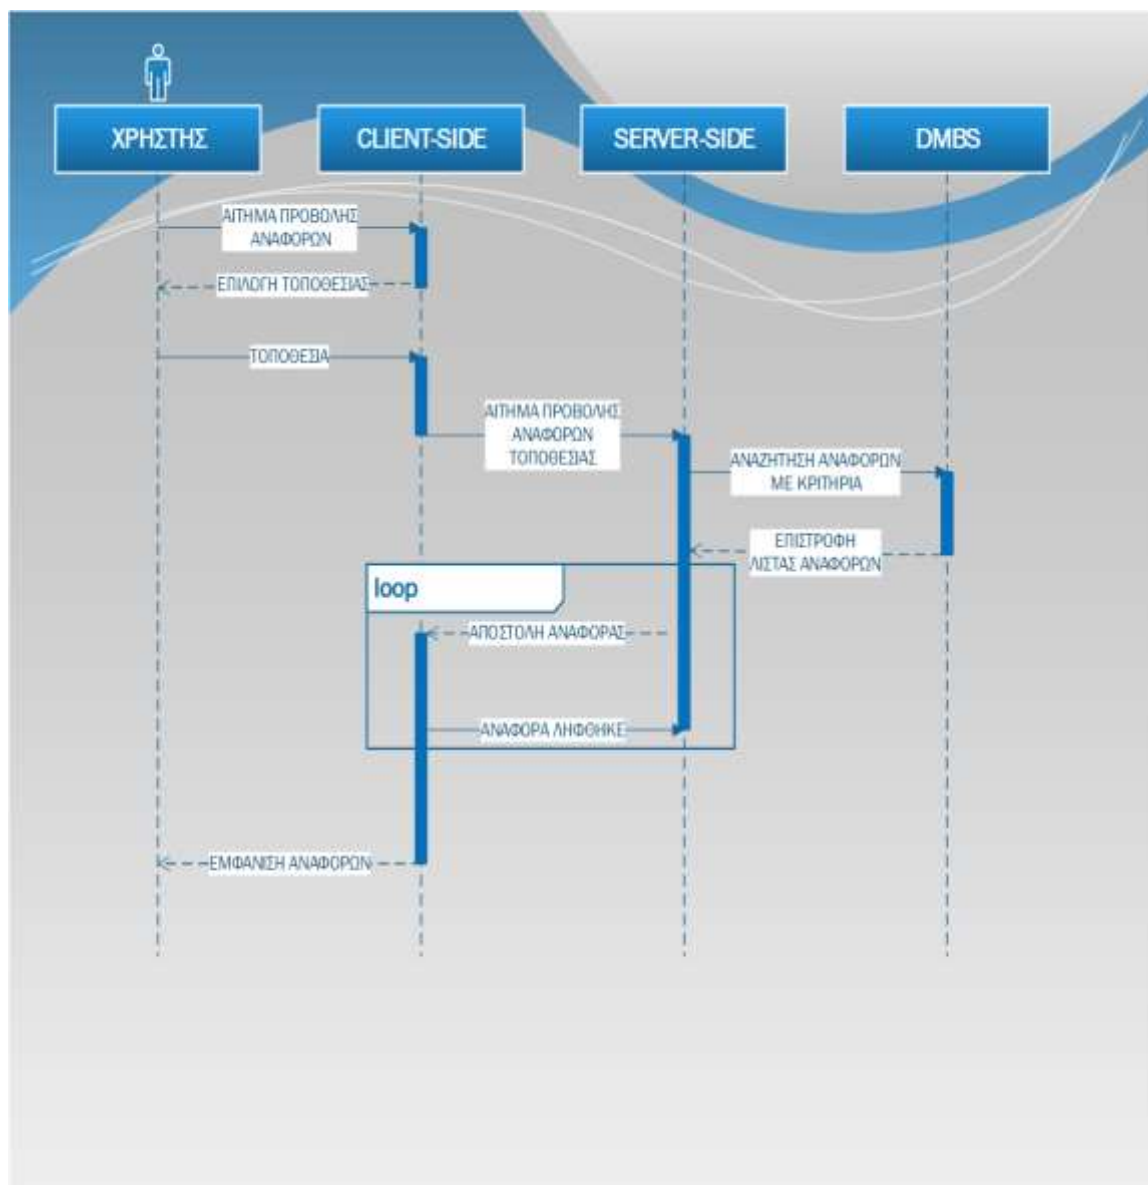 ΧΡΗΣΤΗΣ
CLIENT-SIDE
SERVER-SIDE
DMBS
ΑΙΤΗΜΑ ΠΡΟΒΟΛΗΣ
ΑΝΑΦΟΡΩΝ
ΕΠΙΛΟΓΗ ΤΟΠΟΘΕΣΙΑΣ
ΤΟΠΟΘΕΣΙΑ
ΑΙΤΗΜΑ ΠΡΟΒΟΛΗΣ
ΑΝΑΦΟΡΩΝ
ΤΟΠΟΘΕΣΙΑΣ
ΑΝΑΖΗΤΗΣΗ ΑΝΑΦΟΡΩΝ
ΜΕ ΚΡΙΤΗΡΙΑ
ΕΠΙΣΤΡΟΦΗ
ΛΙΣΤΑΣ ΑΝΑΦΟΡΩΝ
loop
ΑΠΟΣΤΟΛΗ ΑΝΑΦΟΡΑΣ
ΑΝΑΦΟΡΑ ΛΗΦΘΗΚΕ
ΕΜΦΑΝΙΣΗ ΑΝΑΦΟΡΩΝ